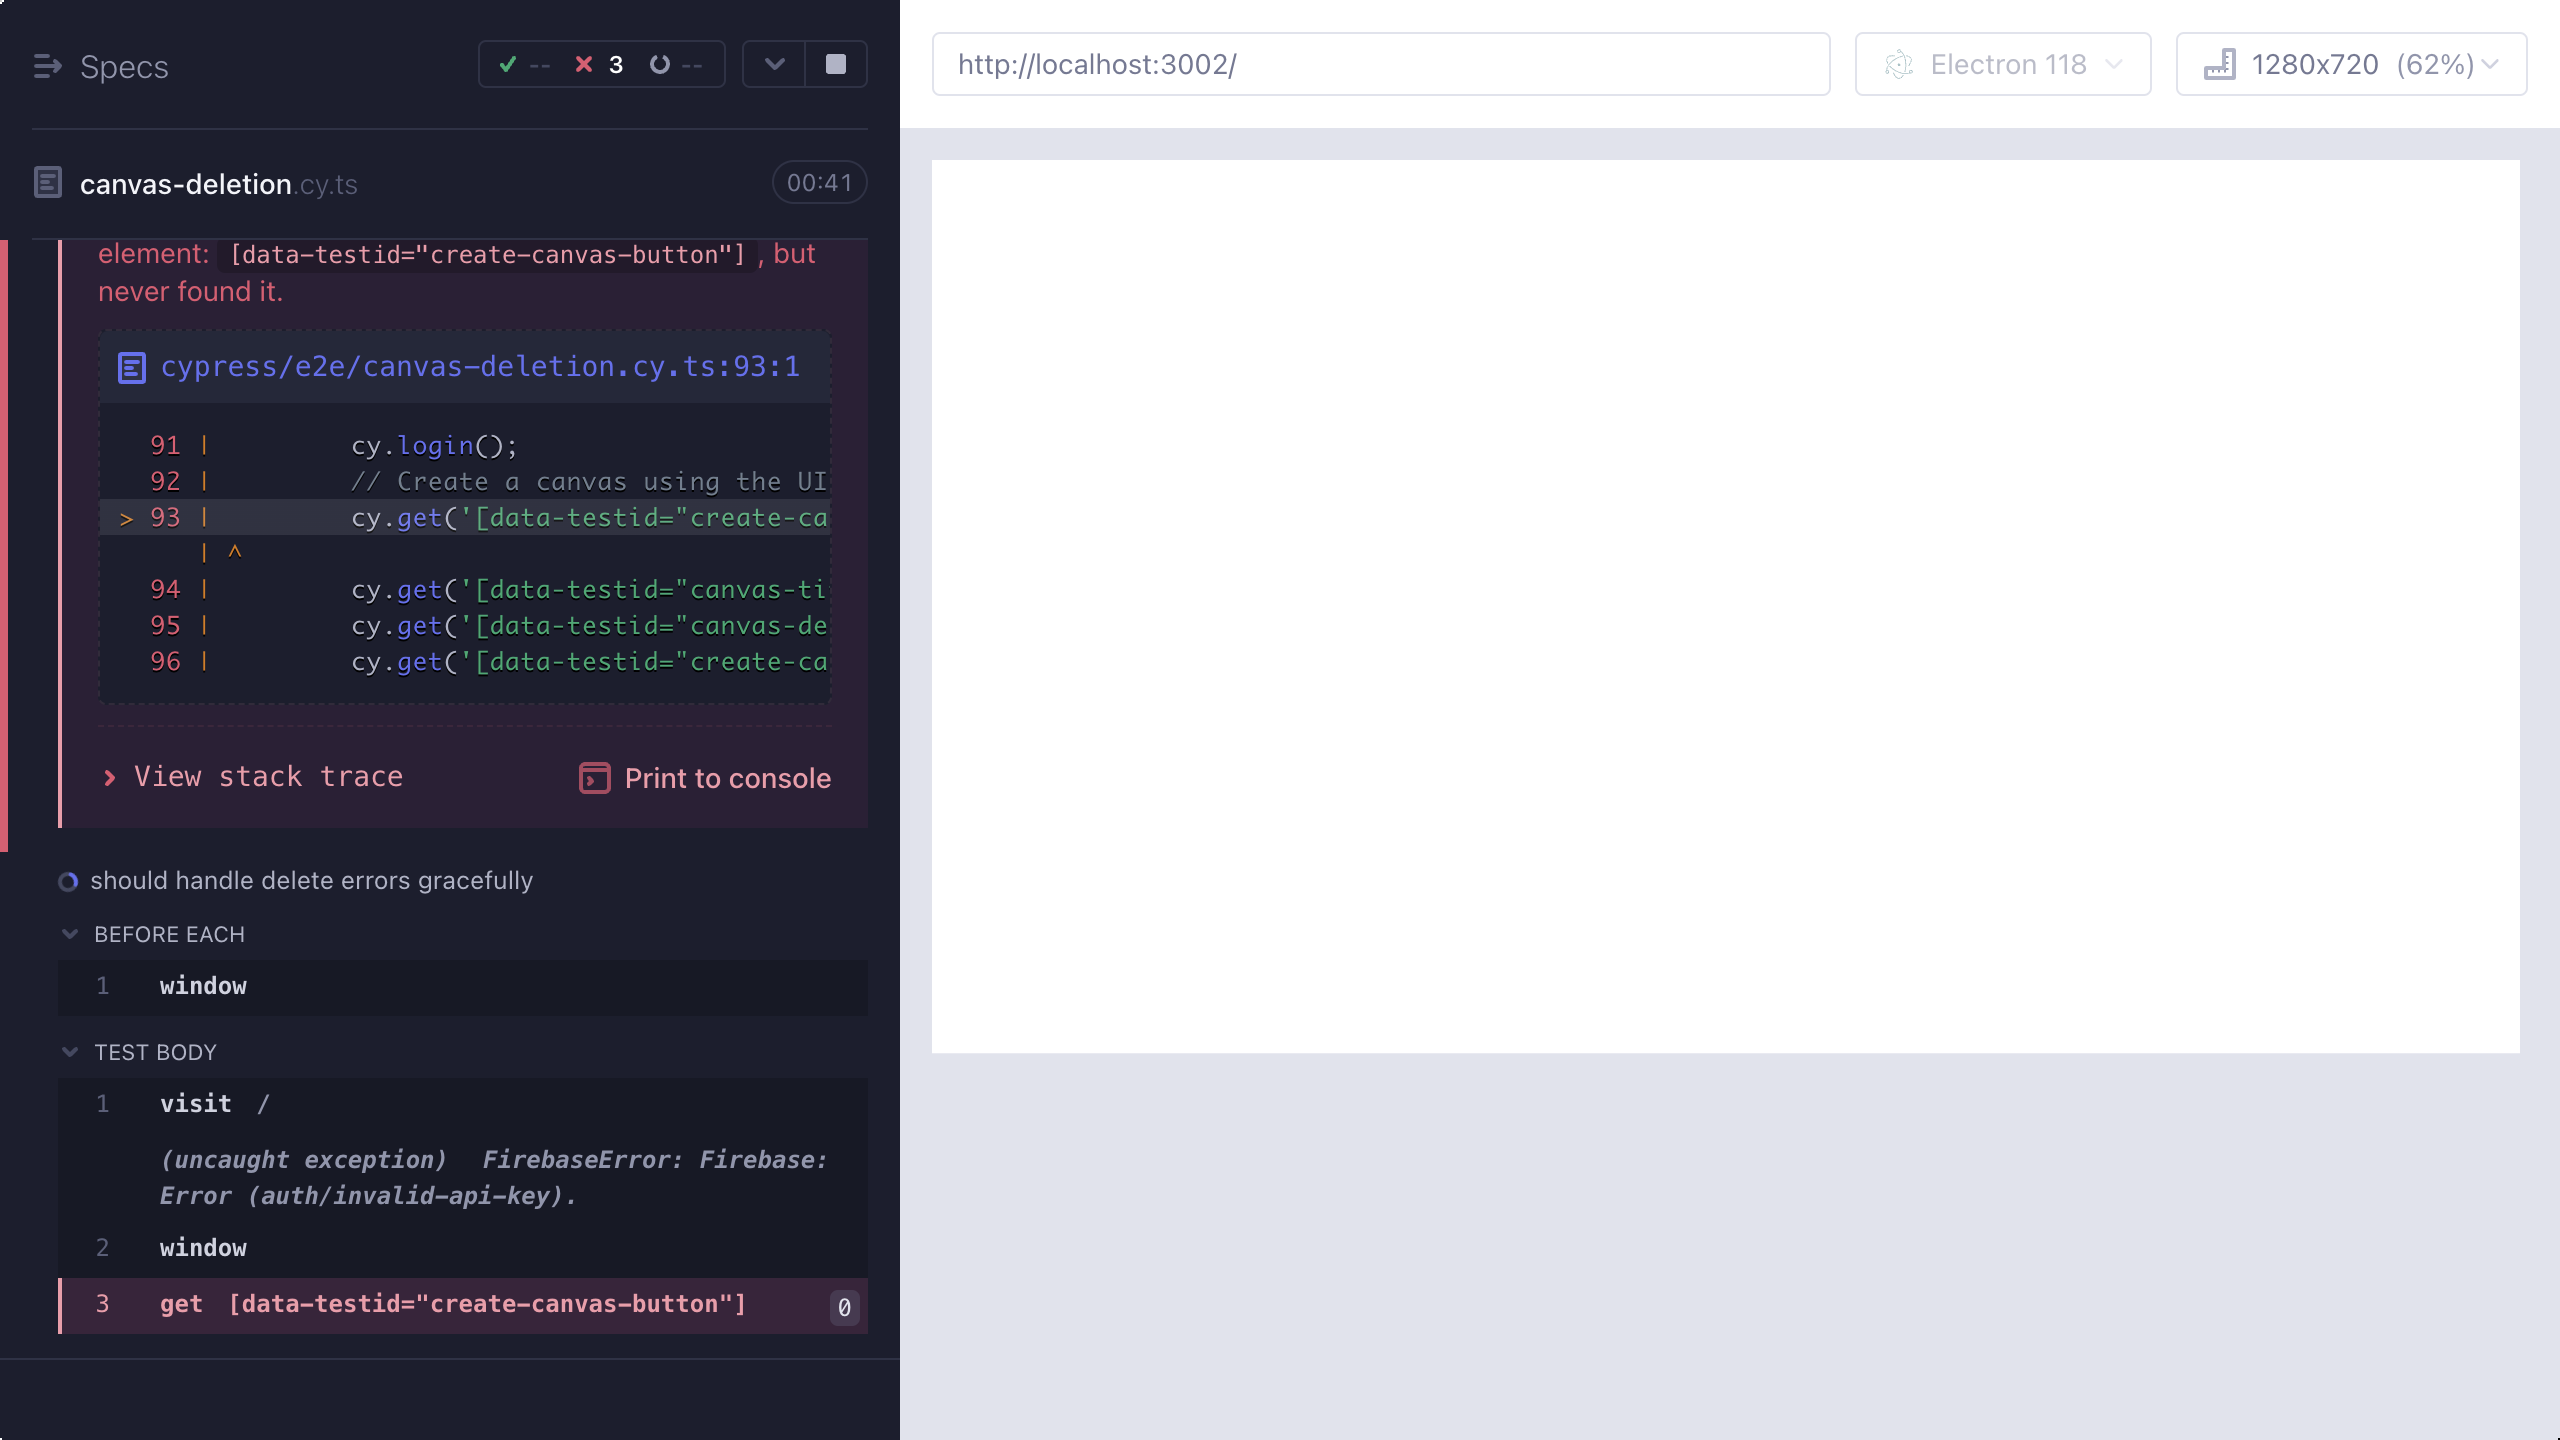 Specs
-- 3 --
canvas-deletion.cy.ts 00:41
element: [data-testid="create-canvas-button"] , but
never found it.
cypress/e2e/canvas-deletion.cy.ts:93:1
91 | cy.login();
92 | // Create a canvas using the UI
> 93 | cy.get('[data-testid="create-ca
| ^
94 | cy.get('[data-testid="canvas-ti
95 | cy.get('[data-testid="canvas-de
96 | cy.get('[data-testid="create-ca
View stack trace
Print to console
should handle delete errors gracefully
BEFORE EACH
1 window
TEST BODY
1 visit /
(uncaught exception) FirebaseError: Firebase:
Error (auth/invalid-api-key).
2 window
3 get [data-testid="create-canvas-button"] 0
http://localhost:3002/
Electron 118
1280x720 (62%)